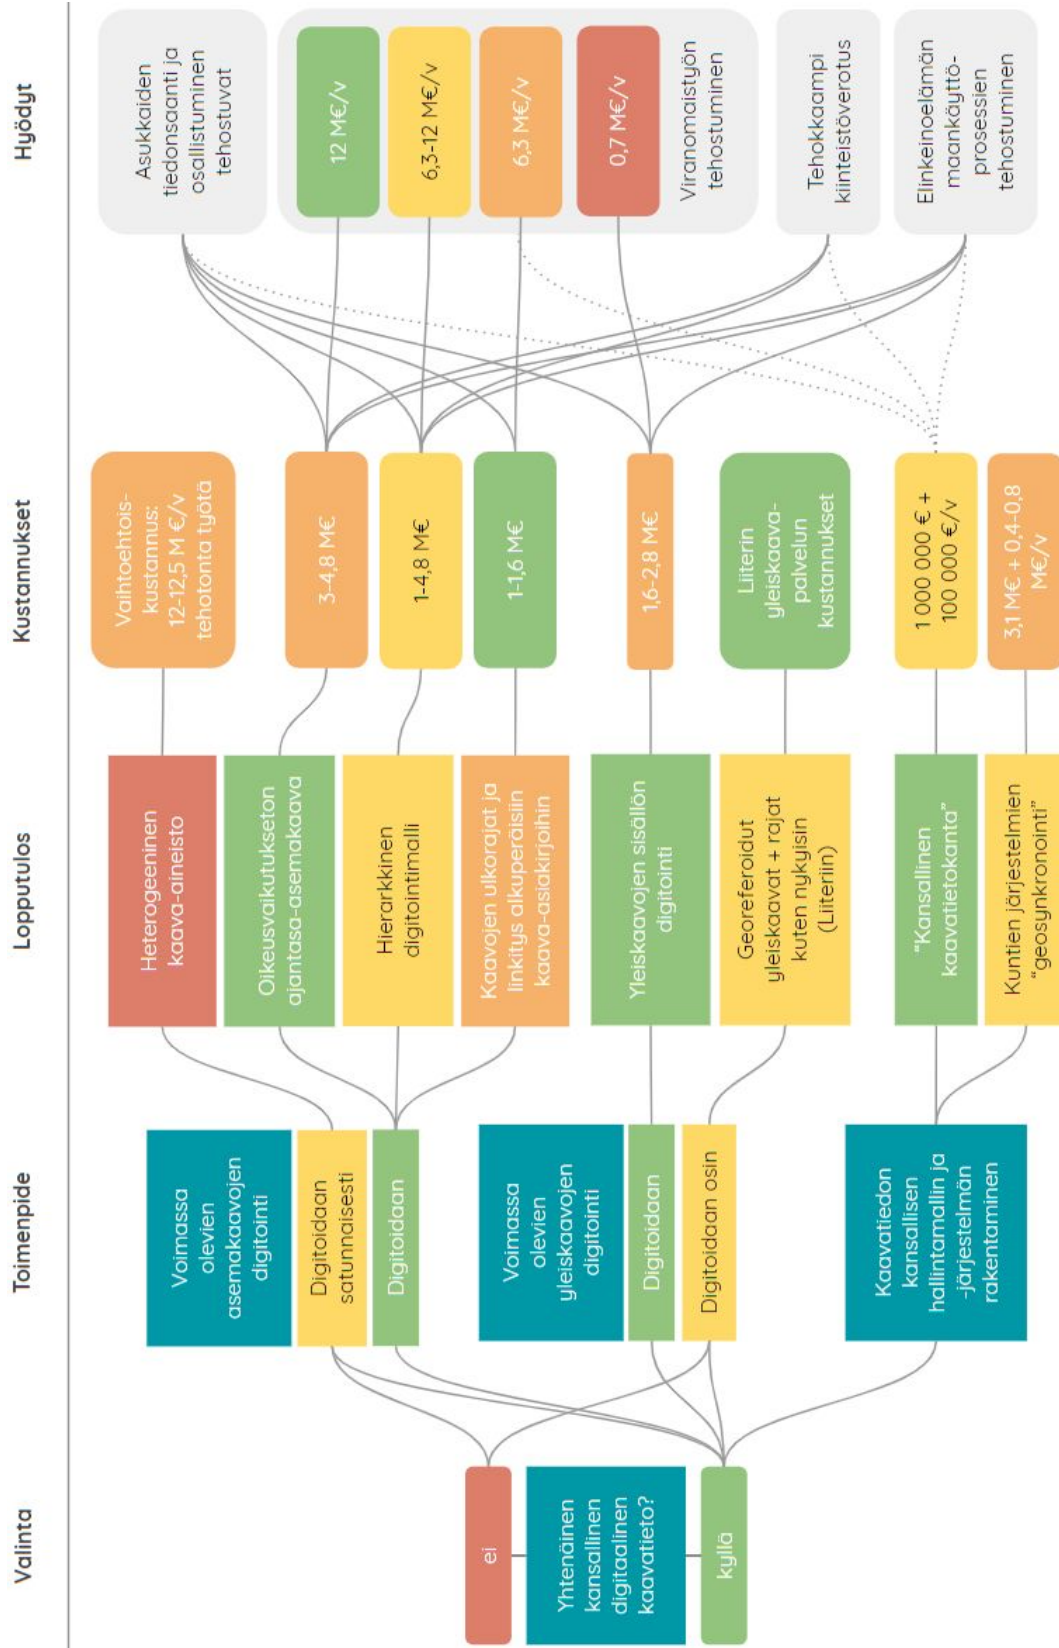 Valinta
Toimenpide
Lopputulos
Kustannukset
Hyödyt
ei
Yhtenäinen
kansallinen
digitaalinen
kaavatieto?
kyllä
Voimassa
olevien
asemakaavojen
digitointi
Digitoidaan
satunnaisesti
Digitoidaan
Voimassa
olevien
yleiskaavojen
digitointi
Digitoidaan
Digitoidaan osin
Kaavatiedon
kansallisen
hallintamallin ja
-järjestelmän
rakentaminen
Heterogeeninen
kaava-aineisto
Oikeusvaikutukseton
ajantasa-asemakaava
Hierarkkinen
digitointimalli
Kaavojen ulkorajat ja
linkitys alkuperäisiin
kaava-asiakirjoihin
Yleiskaavojen sisällön
digitointi
Georeferoidut
yleiskaavat + rajat
kuten nykyisin
(Liiteriin)
"Kansallinen
kaavatietokanta"
Kuntien järjestelmien
"geosynkronointi"
Vaihtoehtois-
kustannus:
12-12,5 M €/v
tehotonta työtä
3-4,8 M€
1-4,8 M€
1-1,6 M€
1,6-2,8 M€
Liiterin
yleiskaava-
palvelun
kustannukset
1 000 000 € +
100 000 €/v
3,1 M€ + 0,4-0,8
M€/v
Asukkaiden
tiedonsaanti ja
osallistuminen
tehostuvat
12 M€/v
6,3-12 M€/v
6,3 M€/v
0,7 M€/v
Viranomaistyön
tehostuminen
Tehokkaampi
kiinteistöverotus
Elinkeinoelämän
maankäyttö-
prosessien
tehostuminen